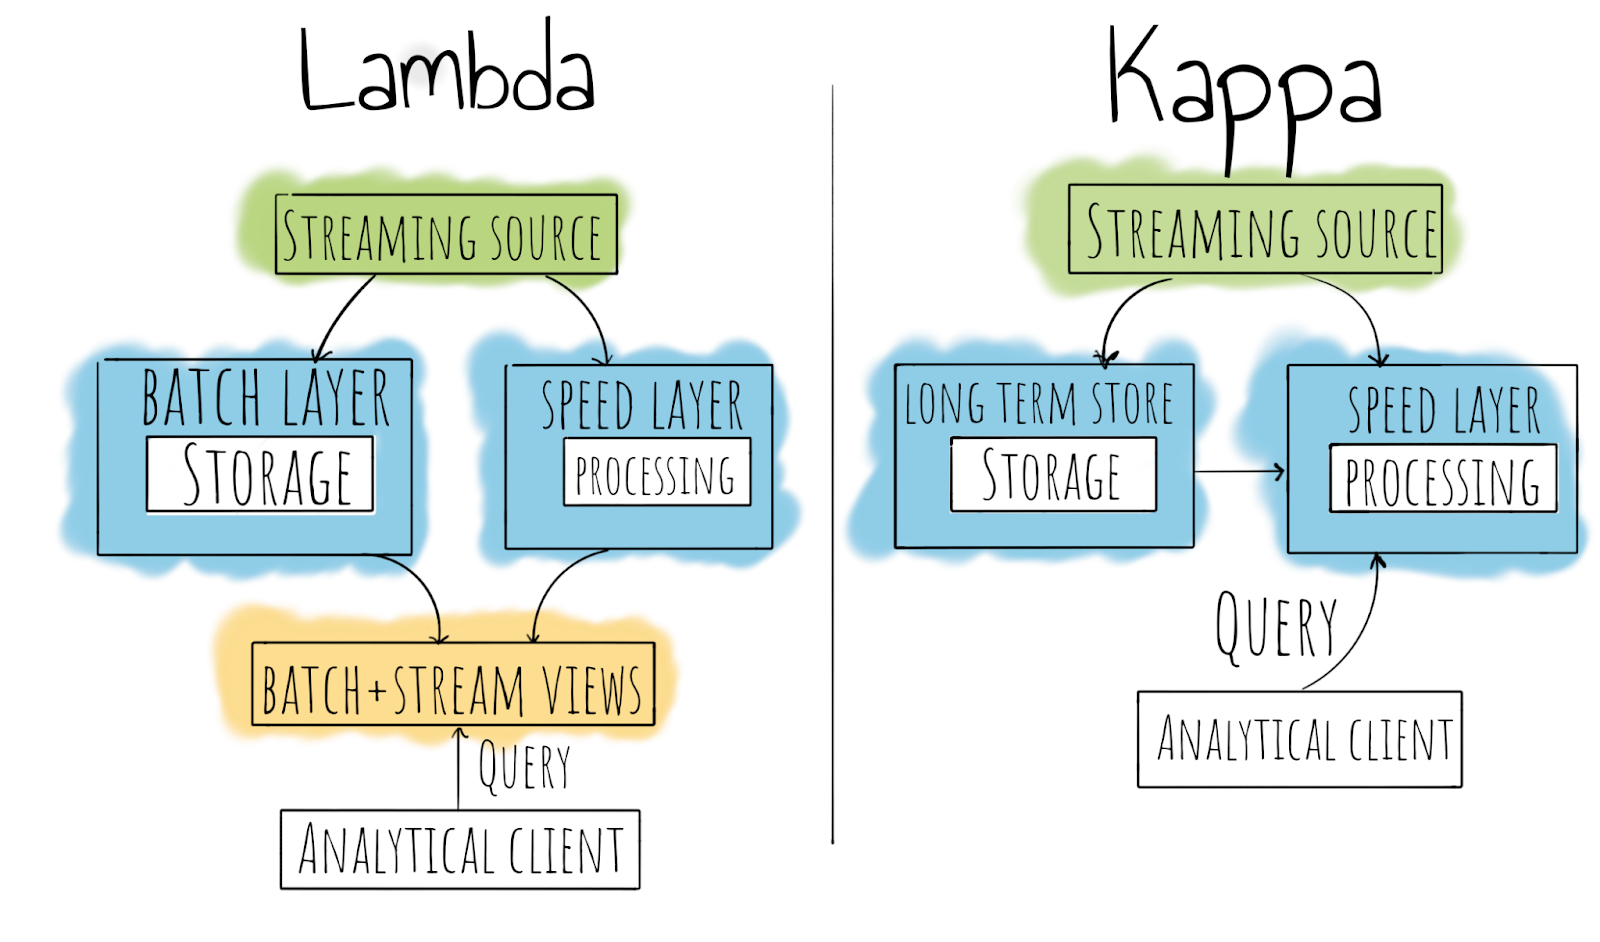 Lambda
Streaming source
Batch layer
Storage
Speed layer
processing
Batch+stream views
Query
Analytical client
Kappa
Streaming source
Long term store
Storage
Speed layer
processing
Query
Analytical client